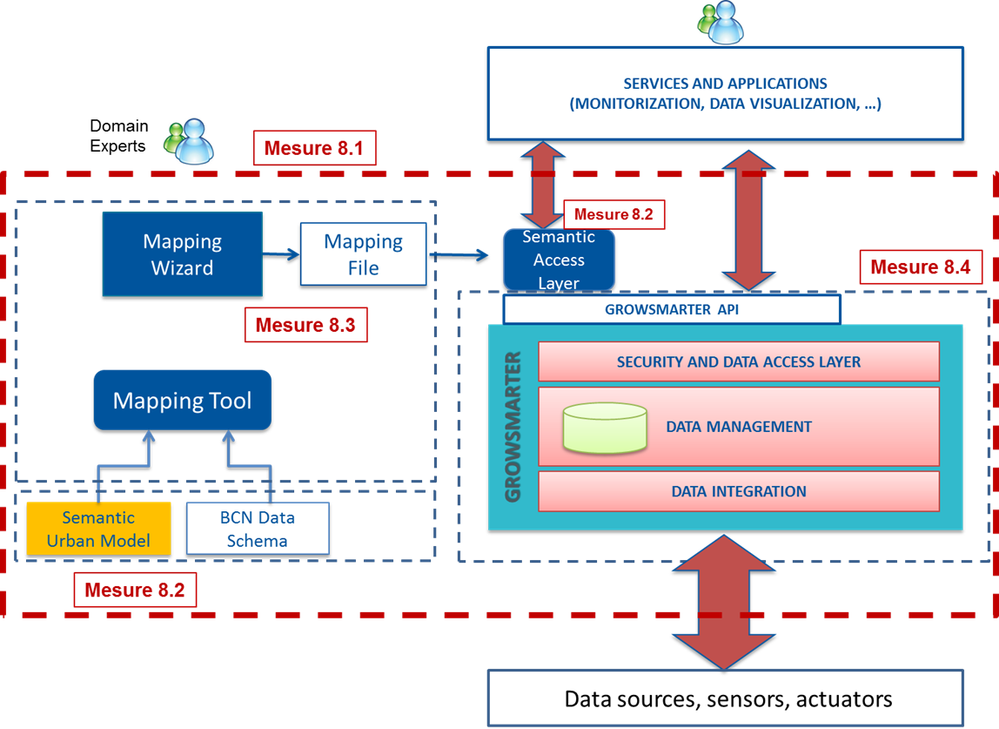 SERVICES AND APPLICATIONS
(MONITORIZATION, DATA VISUALIZATION, ...)
Domain
Experts
Mesure 8.1
Mesure 8.2
Mapping
Wizard
Mapping
File
Semantic
Access
Layer
Mesure 8.4
Mesure 8.3
GROWSMARTER API
GROWSMARTER
SECURITY AND DATA ACCESS LAYER
Mapping Tool
DATA MANAGEMENT
DATA INTEGRATION
Semantic
Urban Model
BCN Data
Schema
Mesure 8.2
Data sources, sensors, actuators